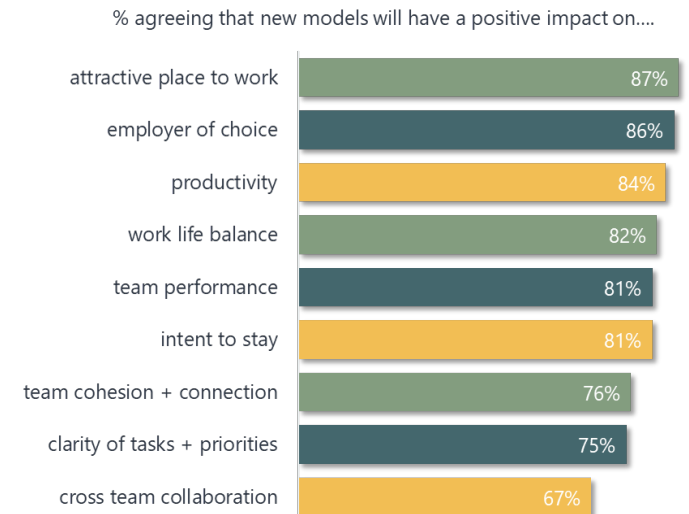 % agreeing that new models will have a positive impact on....
attractive place to work 87%
employer of choice 86%
productivity 84%
work life balance 82%
team performance 81%
intent to stay 81%
team cohesion + connection 76%
clarity of tasks + priorities 75%
cross team collaboration 67%